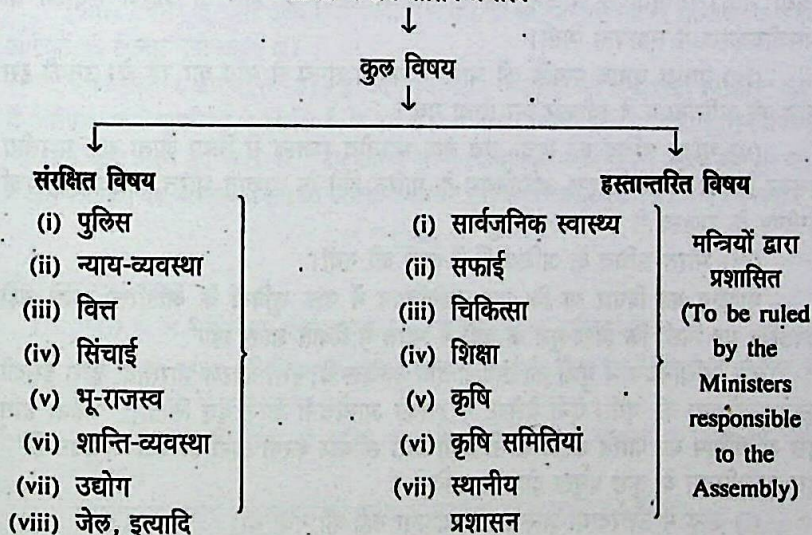 कुल विषय
संरक्षित विषय
(i) पुलिस
(ii) न्याय-व्यवस्था
(iii) वित्त
(iv) सिंचाई
(v) भू-राजस्व
(vi) शान्ति-व्यवस्था
(vii) उद्योग
(viii) जेल, इत्यादि
हस्तान्तरित विषय
(i) सार्वजनिक स्वास्थ्य
(ii) सफाई
(iii) चिकित्सा
(iv) शिक्षा
(v) कृषि
(vi) कृषि समितियां
(vii) स्थानीय
प्रशासन
मन्त्रियों द्वारा
प्रशासित
(To be ruled
by the
Ministers
responsible
to the
Assembly)